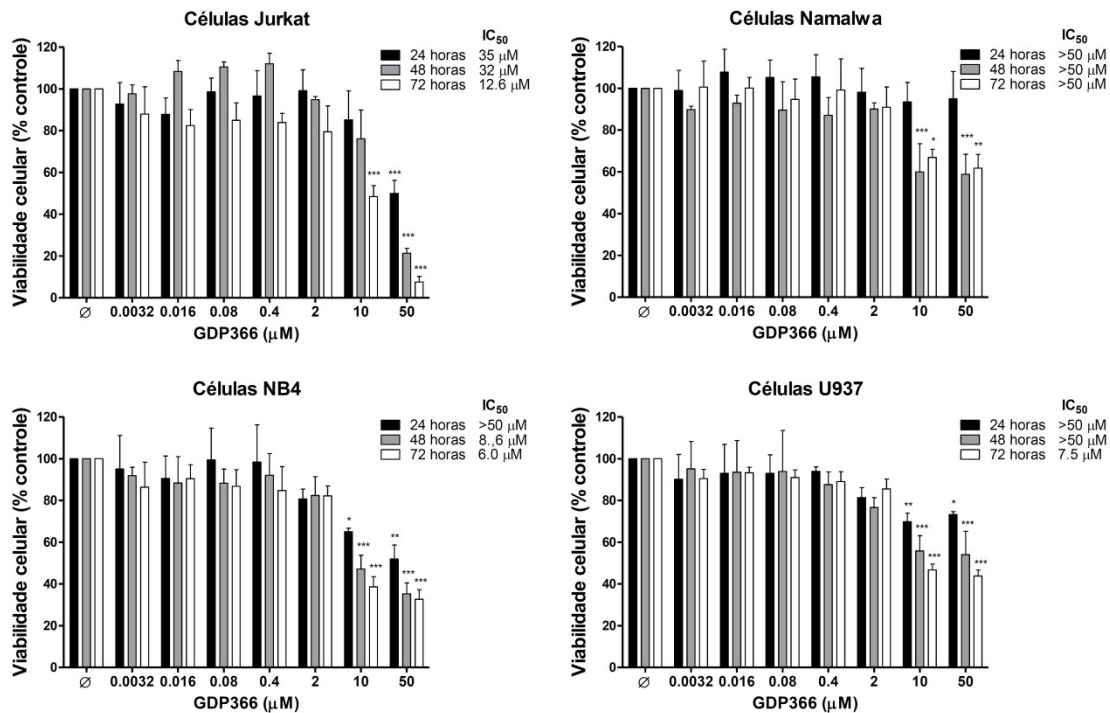 Células Jurkat
IC50
24 horas 35 µM
48 horas 32 µM
72 horas 12.6 µM
Viabilidade celular (% controle)
120
100
80
60
40
20
0
*** *** *** ***
Ø 0.0032 0.016 0.08 0.4 2 10 50
GDP366 (µM)
Células Namalwa
IC50
24 horas >50 µM
48 horas >50 µM
72 horas >50 µM
Viabilidade celular (% controle)
120
100
80
60
40
20
0
*** * *** **
Ø 0.0032 0.016 0.08 0.4 2 10 50
GDP366 (µM)
Células NB4
IC50
24 horas >50 µM
48 horas 8.,6 µM
72 horas 6.0 µM
Viabilidade celular (% controle)
120
100
80
60
40
20
0
* *** *** ** *** ***
Ø 0.0032 0.016 0.08 0.4 2 10 50
GDP366 (µM)
Células U937
IC50
24 horas >50 µM
48 horas >50 µM
72 horas 7.5 µM
Viabilidade celular (% controle)
120
100
80
60
40
20
0
** *** *** * *** ***
Ø 0.0032 0.016 0.08 0.4 2 10 50
GDP366 (µM)